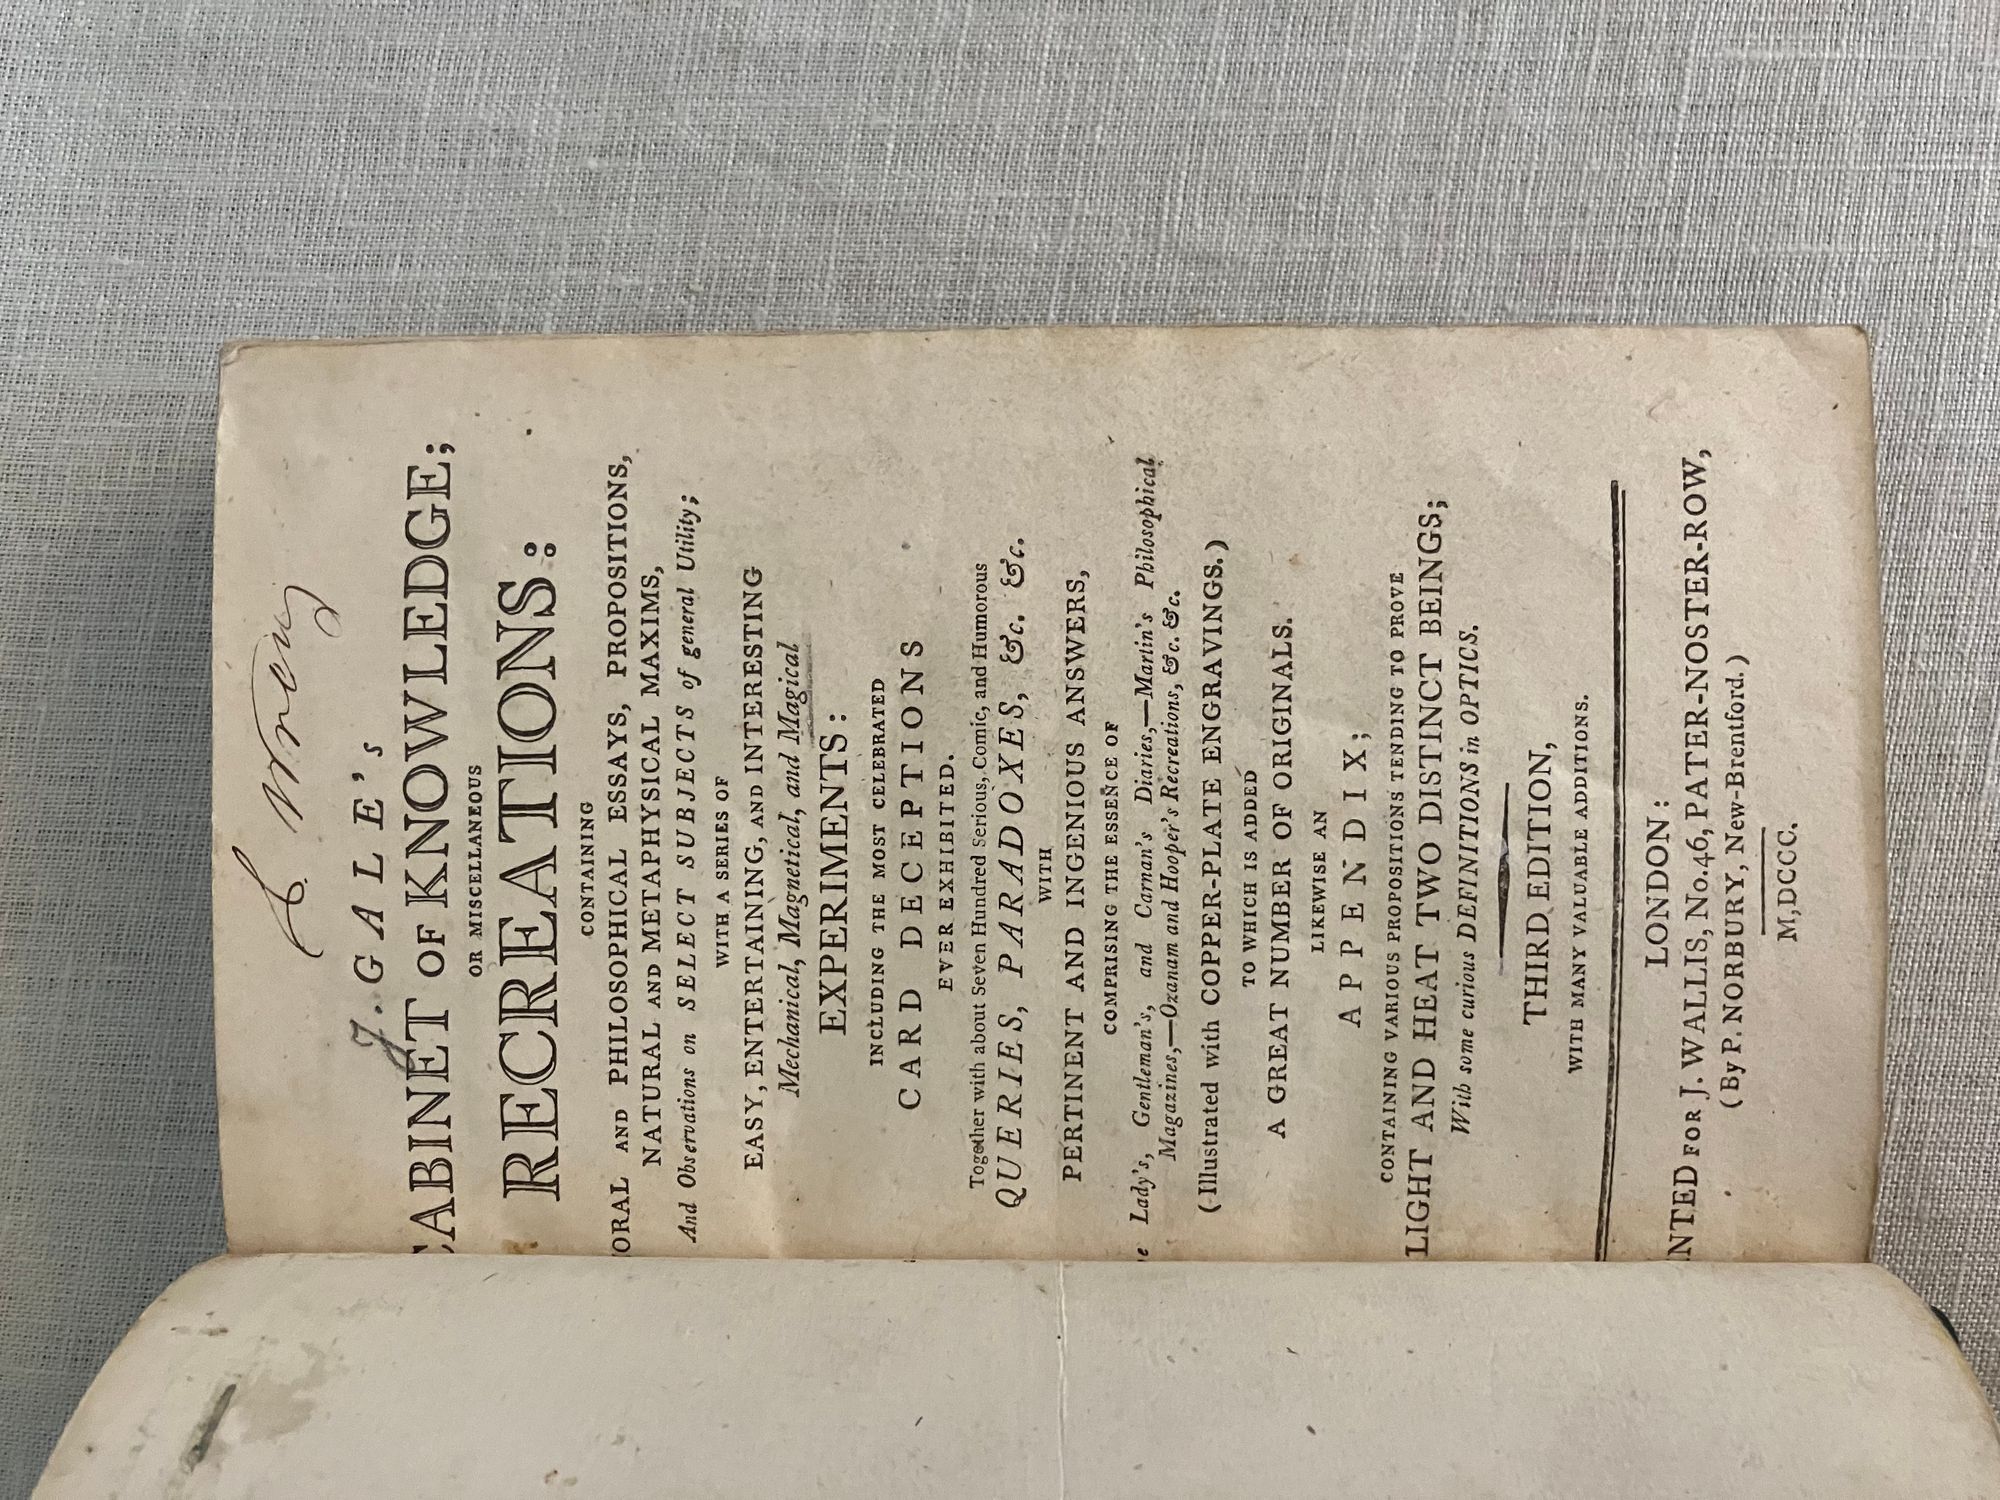 J. GALE's
CABINET OF KNOWLEDGE;
OR MISCELLANEOUS
RECREATIONS:
CONTAINING
ORAL AND PHILOSOPHICAL ESSAYS, PROPOSITIONS,
NATURAL AND METAPHYSICAL MAXIMS,
And Observations on SELECT SUBJECTS of general Utility;
WITH A SERIES OF
EASY, ENTERTAINING, AND INTERESTING
Mechanical, Magnetical, and Magical
EXPERIMENTS:
INCLUDING THE MOST CELEBRATED
CARD DECEPTIONS
EVER EXHIBITED.
Together with about Seven Hundred Serious, Comic, and Humorous
QUERIES, PARADOXES, &c. &c.
WITH
PERTINENT AND INGENIOUS ANSWERS,
COMPRISING THE ESSENCE OF
e Lady's, Gentleman's, and Carnan's Diaries,—Martin's Philosophical
Magazines,—Ozanam and Hooper's Recreations, &c. &c.
(Illustrated with COPPER-PLATE ENGRAVINGS.)
TO WHICH IS ADDED
A GREAT NUMBER OF ORIGINALS.
LIKEWISE AN
APPENDIX;
CONTAINING VARIOUS PROPOSITIONS TENDING TO PROVE
LIGHT AND HEAT TWO DISTINCT BEINGS;
With some curious DEFINITIONS in OPTICS.
THIRD EDITION,
WITH MANY VALUABLE ADDITIONS.
LONDON:
NTED FOR J. WALLIS, No. 46, PATER-NOSTER-ROW,
(By P. NORBURY, New-Brentford.)
M,DCCC.